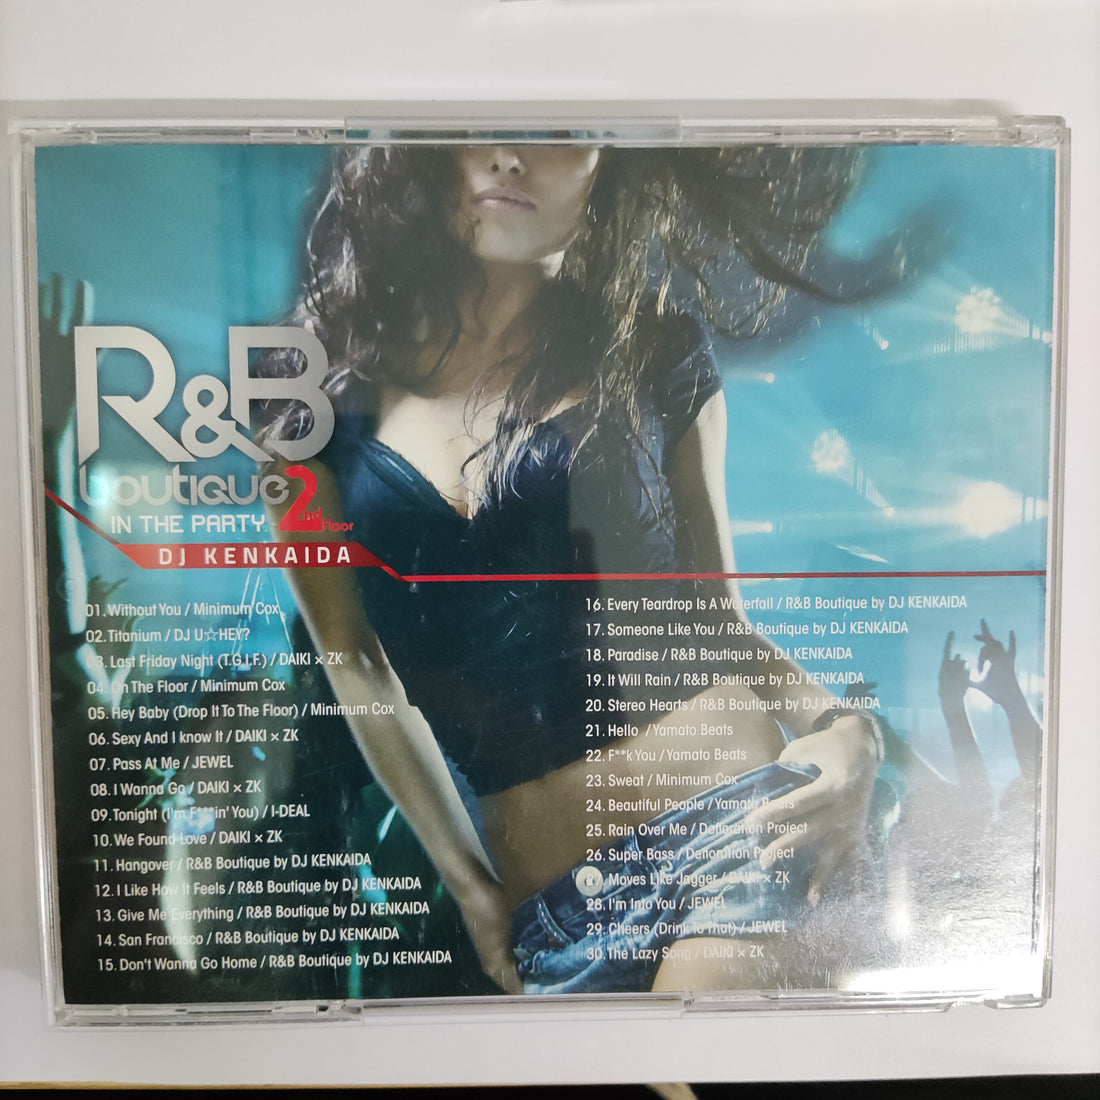 R&B
boutique 2nd Floor
IN THE PARTY
DJ KENKAIDA
01. Without You / Minimum Cox
02. Titanium / DJ U☆HEY?
03. Last Friday Night (T.G.I.F.) / DAIKI × ZK
04. On The Floor / Minimum Cox
05. Hey Baby (Drop It To The Floor) / Minimum Cox
06. Sexy And I know It / DAIKI × ZK
07. Pass At Me / JEWEL
08. I Wanna Go / DAIKI × ZK
09. Tonight (I'm F***in' You) / I-DEAL
10. We Found Love / DAIKI × ZK
11. Hangover / R&B Boutique by DJ KENKAIDA
12. I Like How It Feels / R&B Boutique by DJ KENKAIDA
13. Give Me Everything / R&B Boutique by DJ KENKAIDA
14. San Francisco / R&B Boutique by DJ KENKAIDA
15. Don't Wanna Go Home / R&B Boutique by DJ KENKAIDA
16. Every Teardrop Is A Waterfall / R&B Boutique by DJ KENKAIDA
17. Someone Like You / R&B Boutique by DJ KENKAIDA
18. Paradise / R&B Boutique by DJ KENKAIDA
19. It Will Rain / R&B Boutique by DJ KENKAIDA
20. Stereo Hearts / R&B Boutique by DJ KENKAIDA
21. Hello / Yamato Beats
22. F**k You / Yamato Beats
23. Sweat / Minimum Cox
24. Beautiful People / Yamato Beats
25. Rain Over Me / Defloration Project
26. Super Bass / Defloration Project
27. Moves Like Jagger / DAIKI × ZK
28. I'm Into You / JEWEL
29. Cheers (Drink To That) / JEWEL
30. The Lazy Song / DAIKI × ZK